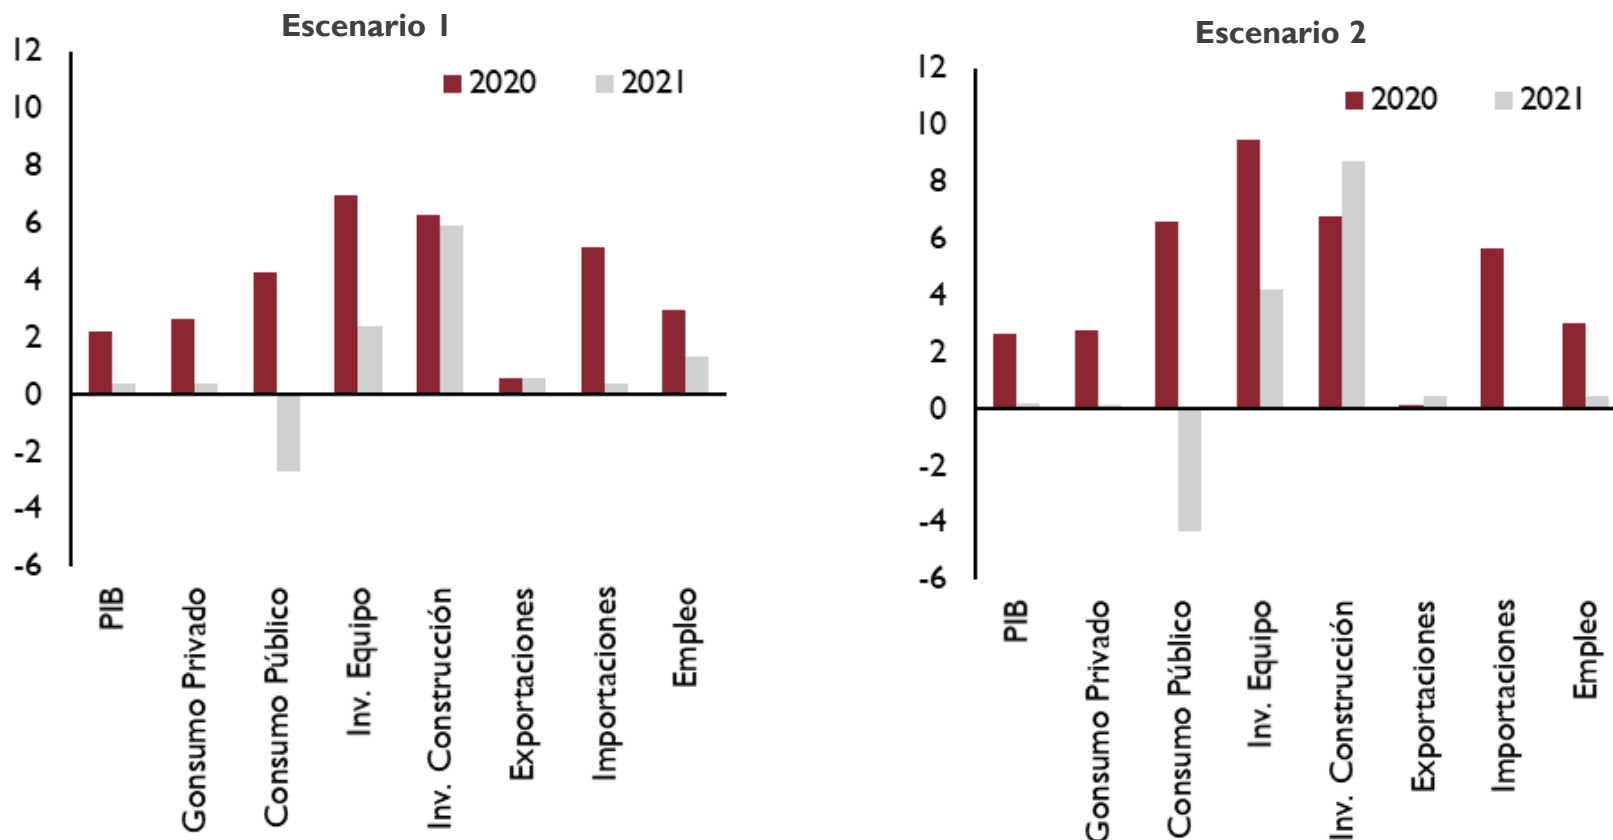 Escenario 1
2020
2021
12
10
8
6
4
2
0
-2
-4
-6
PIB
Gonsumo Privado
Consumo Público
Inv. Equipo
Inv. Construcción
Exportaciones
Importaciones
Empleo
Escenario 2
2020
2021
12
10
8
6
4
2
0
-2
-4
-6
PIB
Gonsumo Privado
Consumo Público
Inv. Equipo
Inv. Construcción
Exportaciones
Importaciones
Empleo